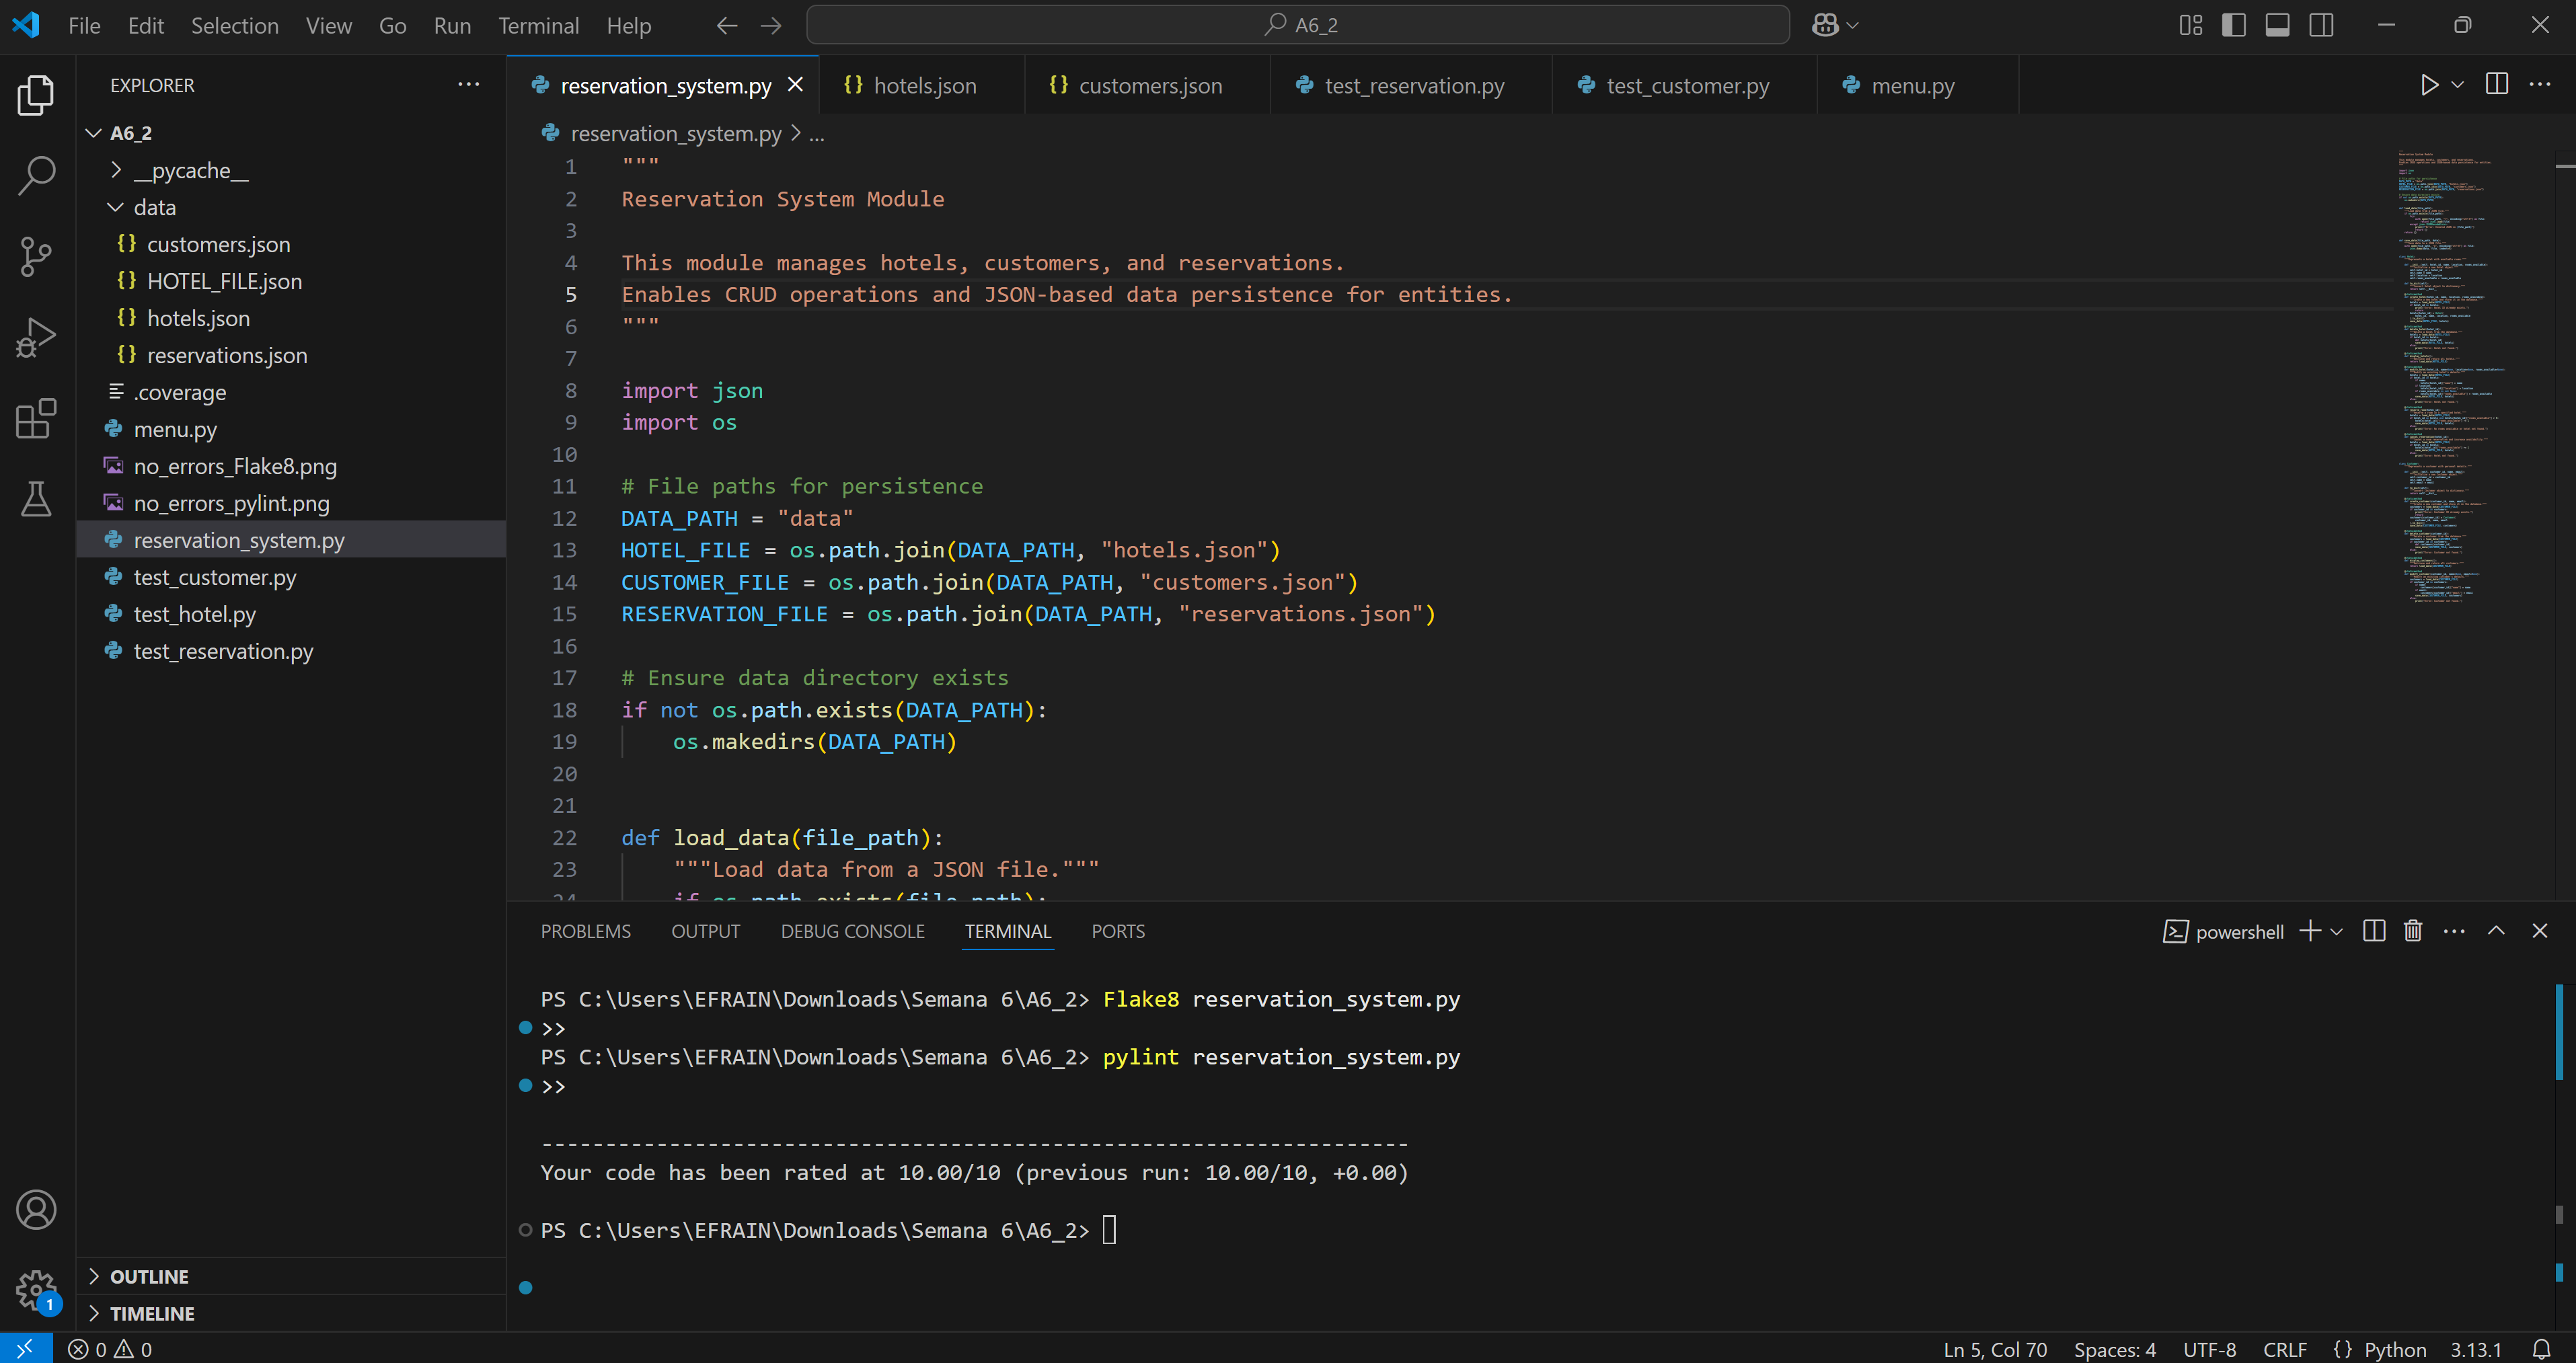 File Edit Selection View Go Run Terminal Help
A6_2
EXPLORER
A6_2
__pycache__
data
customers.json
HOTEL_FILE.json
hotels.json
reservations.json
.coverage
menu.py
no_errors_Flake8.png
no_errors_pylint.png
reservation_system.py
test_customer.py
test_hotel.py
test_reservation.py
OUTLINE
TIMELINE
1
reservation_system.py hotels.json customers.json test_reservation.py test_customer.py menu.py
reservation_system.py > ...
1 """
2 Reservation System Module
3
4 This module manages hotels, customers, and reservations.
5 Enables CRUD operations and JSON-based data persistence for entities.
6 """
7
8 import json
9 import os
10
11 # File paths for persistence
12 DATA_PATH = "data"
13 HOTEL_FILE = os.path.join(DATA_PATH, "hotels.json")
14 CUSTOMER_FILE = os.path.join(DATA_PATH, "customers.json")
15 RESERVATION_FILE = os.path.join(DATA_PATH, "reservations.json")
16
17 # Ensure data directory exists
18 if not os.path.exists(DATA_PATH):
19 os.makedirs(DATA_PATH)
20
21
22 def load_data(file_path):
23 """Load data from a JSON file."""
24 if os.path.exists(file_path):
PROBLEMS OUTPUT DEBUG CONSOLE TERMINAL PORTS
powershell
PS C:\Users\EFRAIN\Downloads\Semana 6\A6_2> Flake8 reservation_system.py
>>
PS C:\Users\EFRAIN\Downloads\Semana 6\A6_2> pylint reservation_system.py
>>
--------------------------------------------------------------------
Your code has been rated at 10.00/10 (previous run: 10.00/10, +0.00)
PS C:\Users\EFRAIN\Downloads\Semana 6\A6_2>
0 0 Ln 5, Col 70 Spaces: 4 UTF-8 CRLF {} Python 3.13.1